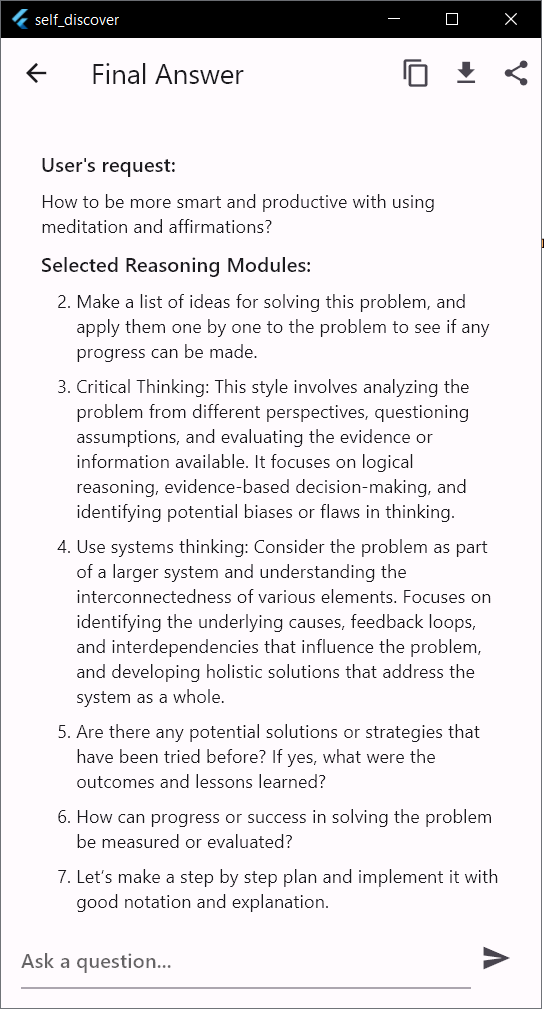 self_discover
Final Answer
User's request:
How to be more smart and productive with using
meditation and affirmations?
Selected Reasoning Modules:
2. Make a list of ideas for solving this problem, and
apply them one by one to the problem to see if any
progress can be made.
3. Critical Thinking: This style involves analyzing the
problem from different perspectives, questioning
assumptions, and evaluating the evidence or
information available. It focuses on logical
reasoning, evidence-based decision-making, and
identifying potential biases or flaws in thinking.
4. Use systems thinking: Consider the problem as part
of a larger system and understanding the
interconnectedness of various elements. Focuses on
identifying the underlying causes, feedback loops,
and interdependencies that influence the problem,
and developing holistic solutions that address the
system as a whole.
5. Are there any potential solutions or strategies that
have been tried before? If yes, what were the
outcomes and lessons learned?
6. How can progress or success in solving the problem
be measured or evaluated?
7. Let’s make a step by step plan and implement it with
good notation and explanation.
Ask a question...